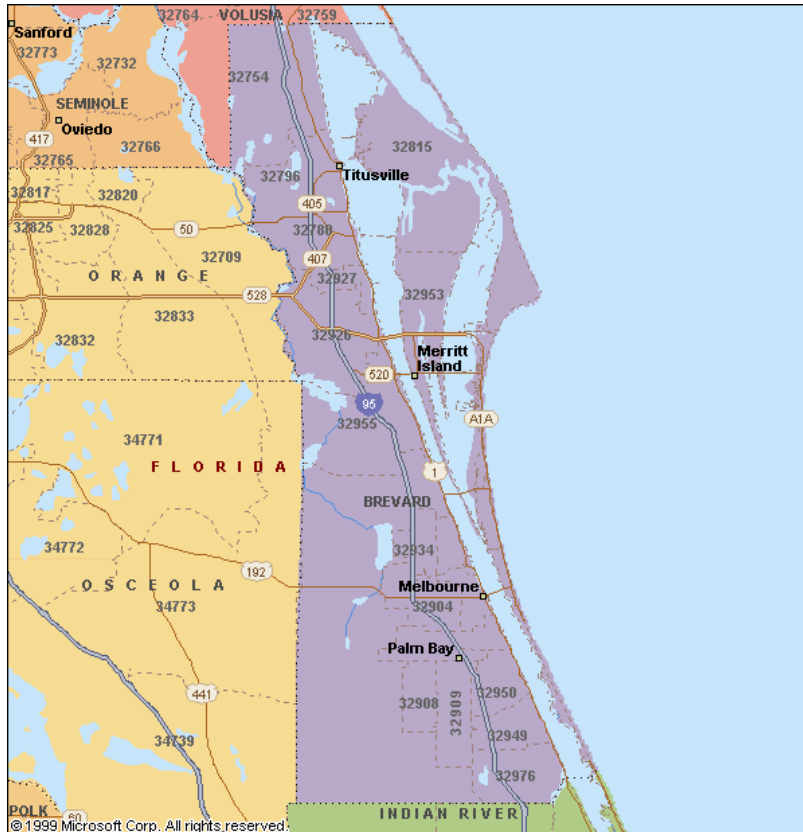 32764
VOLUSIA
32759
Sanford
32773
32732
32754
SEMINOLE
Oviedo
417
32765
32766
32815
32796
Titusville
32817
32820
405
32825
32828
50
32780
32709
407
ORANGE
32927
528
32953
32833
32926
32832
Merritt
Island
520
95
A1A
32955
34771
FLORIDA
1
BREVARD
34772
32934
192
OSCEOLA
Melbourne
34773
32904
Palm Bay
441
32950
32908
32909
34739
32949
32976
POLK
60
INDIAN RIVER
© 1999 Microsoft Corp. All rights reserved.